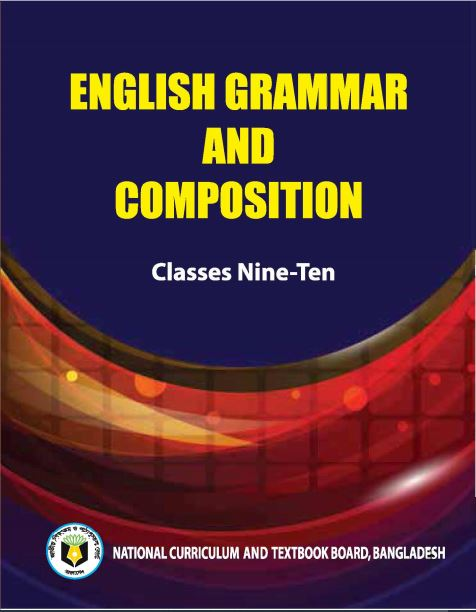 ENGLISH GRAMMAR
AND
COMPOSITION
Classes Nine-Ten
NATIONAL CURRICULUM AND TEXTBOOK BOARD, BANGLADESH